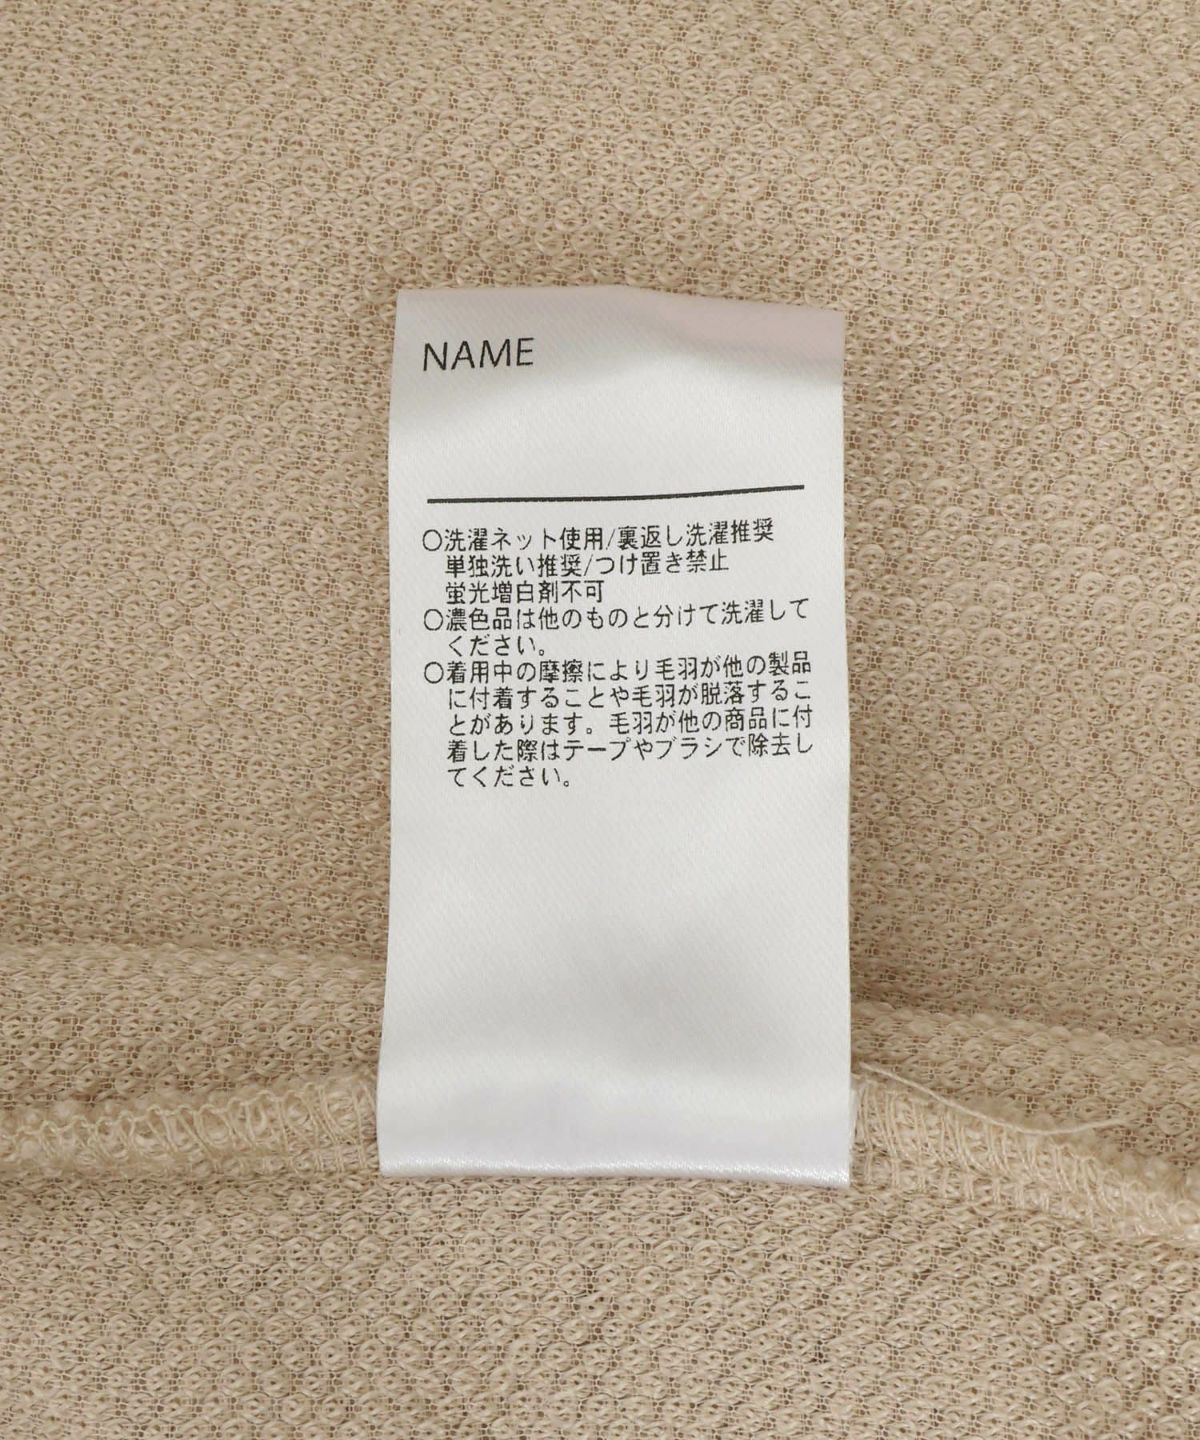 NAME
〇洗濯ネット使用/裏返し洗濯推奨
単独洗い推奨/つけ置き禁止
蛍光増白剤不可
〇濃色品は他のものと分けて洗濯して
ください。
〇着用中の摩擦により毛羽が他の製品
に付着することや毛羽が脱落するこ
とがあります。毛羽が他の商品に付
着した際はテープやブラシで除去し
てください。